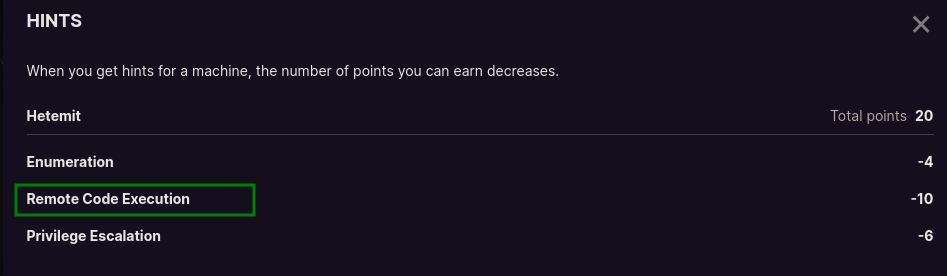 HINTS
When you get hints for a machine, the number of points you can earn decreases.
Hetemit Total points 20
Enumeration -4
Remote Code Execution -10
Privilege Escalation -6